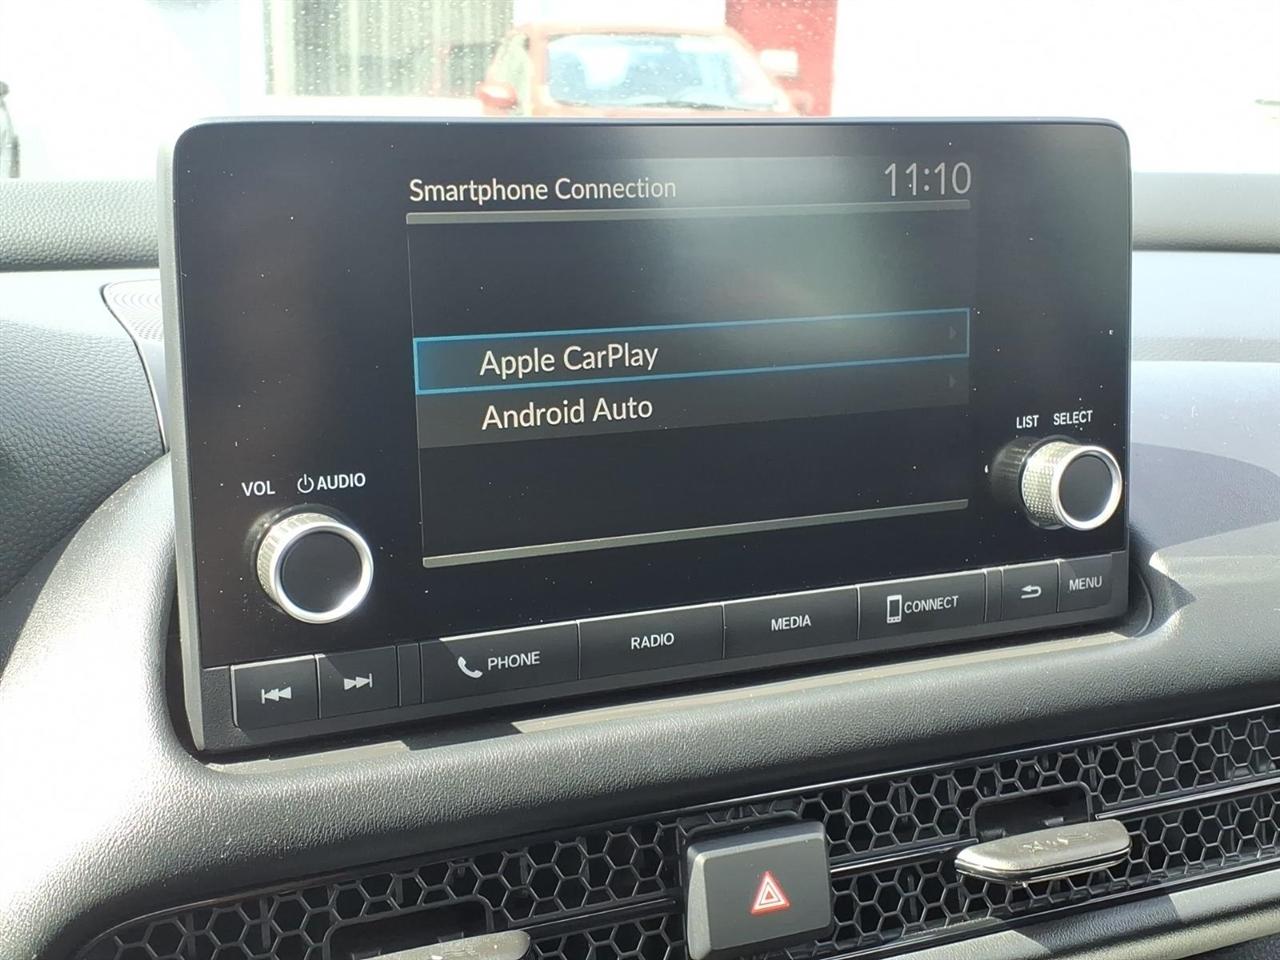 Smartphone Connection
11:10
Apple CarPlay
Android Auto
LIST SELECT
VOL AUDIO
PHONE
RADIO
MEDIA
CONNECT
MENU